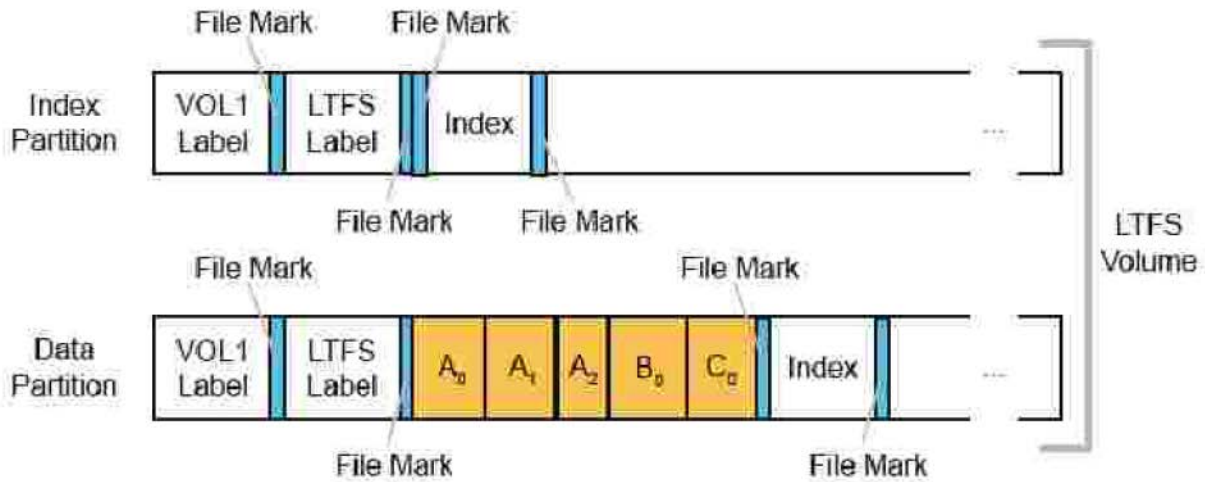 File Mark
File Mark
Index
Partition
VOL1
Label
LTFS
Label
Index
...
File Mark
File Mark
LTFS
Volume
File Mark
File Mark
Data
Partition
VOL1
Label
LTFS
Label
A₀
A₁
A₂
B₀
C₀
Index
...
File Mark
File Mark